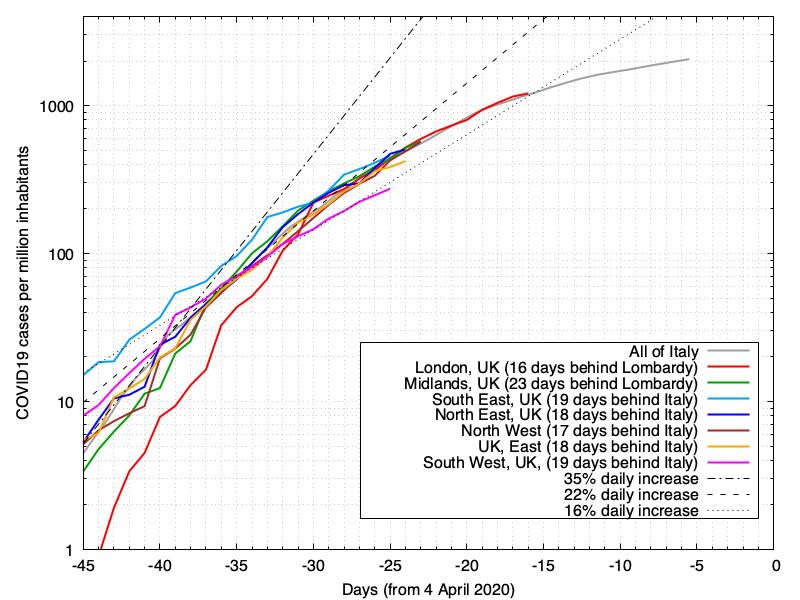 1000
100
10
1
COVID19 cases per million inhabitants
All of Italy
London, UK (16 days behind Lombardy)
Midlands, UK (23 days behind Lombardy)
South East, UK (19 days behind Italy)
North East, UK (18 days behind Italy)
North West (17 days behind Italy)
UK, East (18 days behind Italy)
South West, UK, (19 days behind Italy)
35% daily increase
22% daily increase
16% daily increase
-45 -40 -35 -30 -25 -20 -15 -10 -5 0
Days (from 4 April 2020)